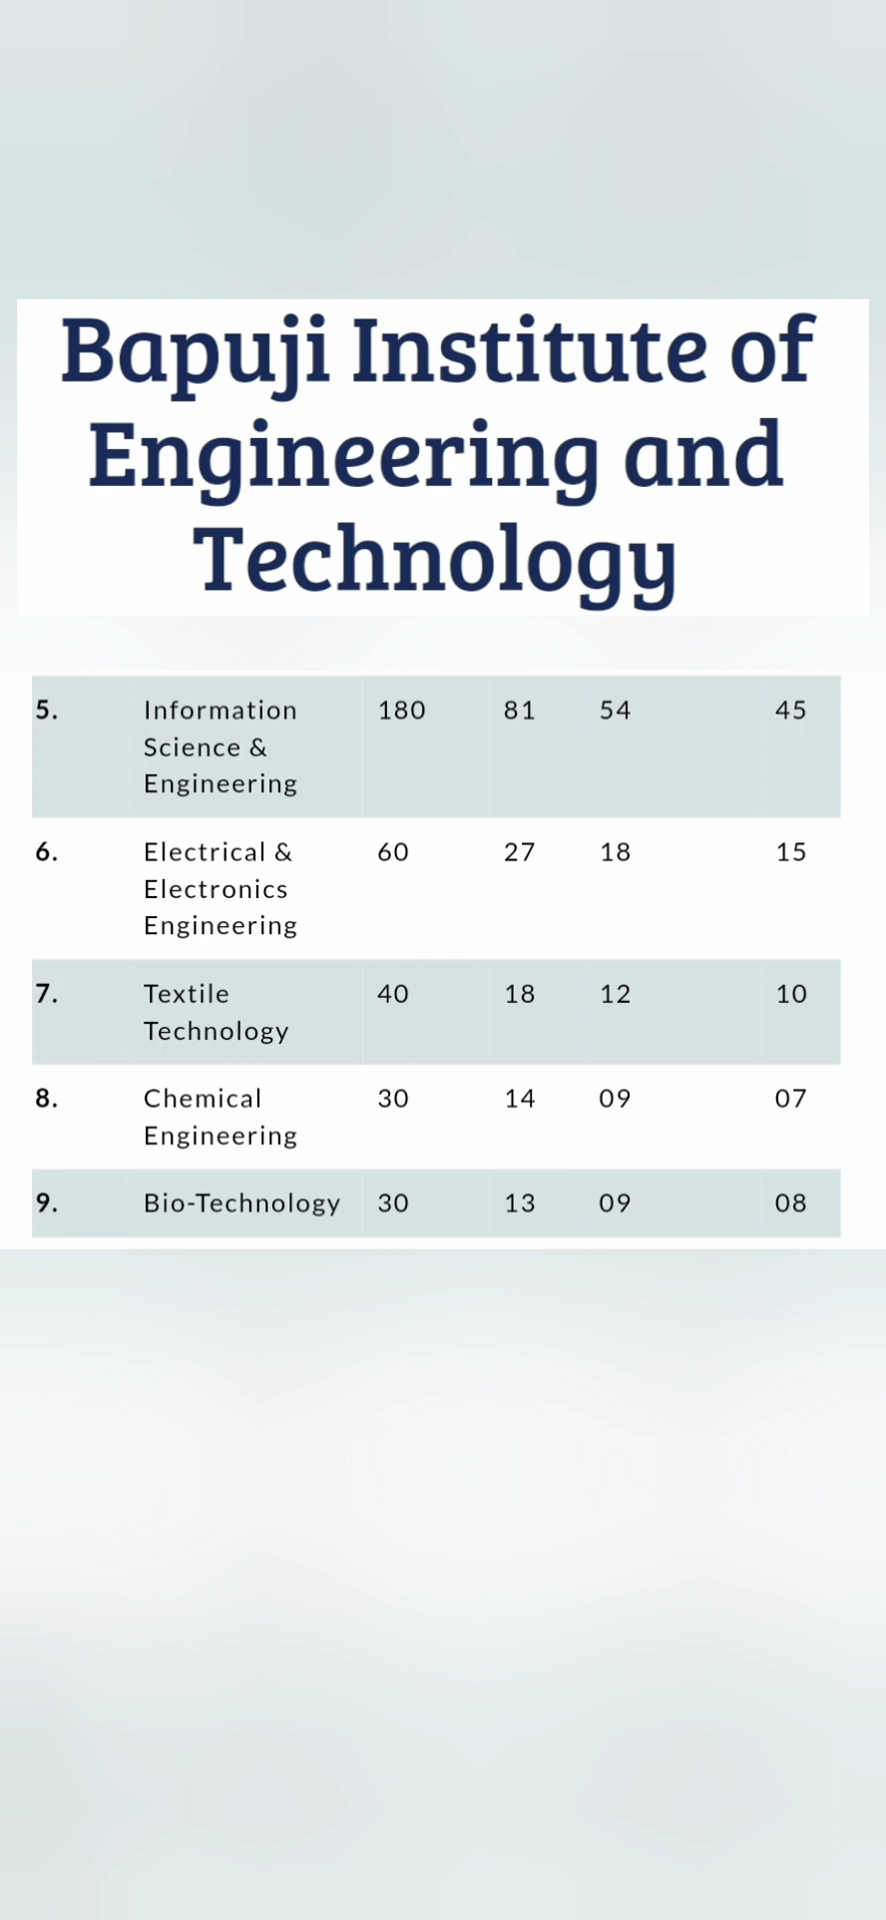 Bapuji Institute of
Engineering and
Technology
5. Information 180 81 54 45
Science &
Engineering
6. Electrical & 60 27 18 15
Electronics
Engineering
7. Textile 40 18 12 10
Technology
8. Chemical 30 14 09 07
Engineering
9. Bio-Technology 30 13 09 08